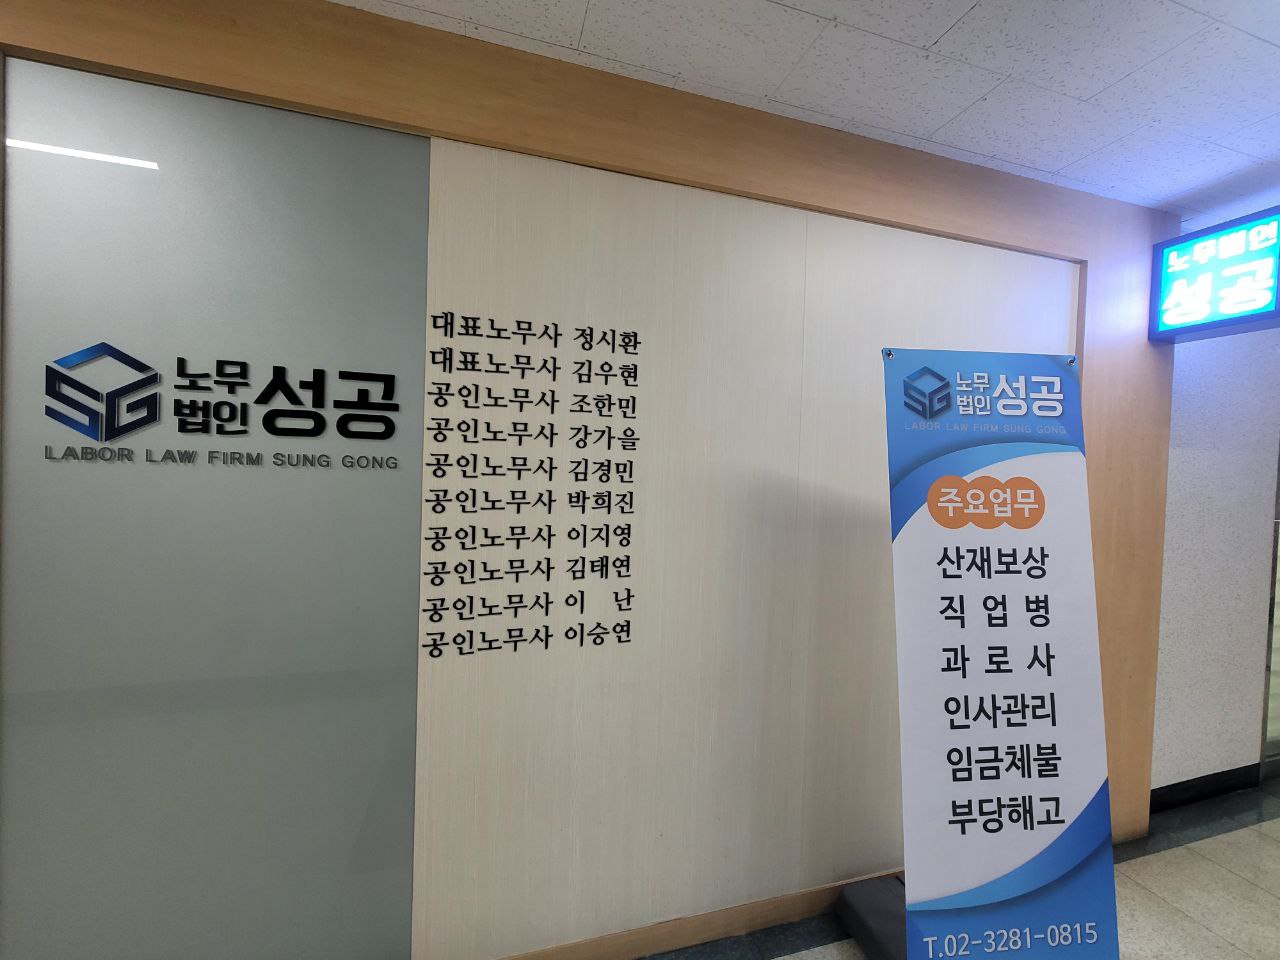 SG
노무
법인 성공
LABOR LAW FIRM SUNG GONG
대표노무사 정시환
대표노무사 김우현
공인노무사 조한민
공인노무사 강가을
공인노무사 김경민
공인노무사 박희진
공인노무사 이지영
공인노무사 김태연
공인노무사 이 난
공인노무사 이승연
SG
노무
법인 성공
LABOR LAW FIRM SUNG GONG
주요업무
산재보상
직 업 병
과 로 사
인사관리
임금체불
부당해고
T.02-3281-0815
노무법인
성공